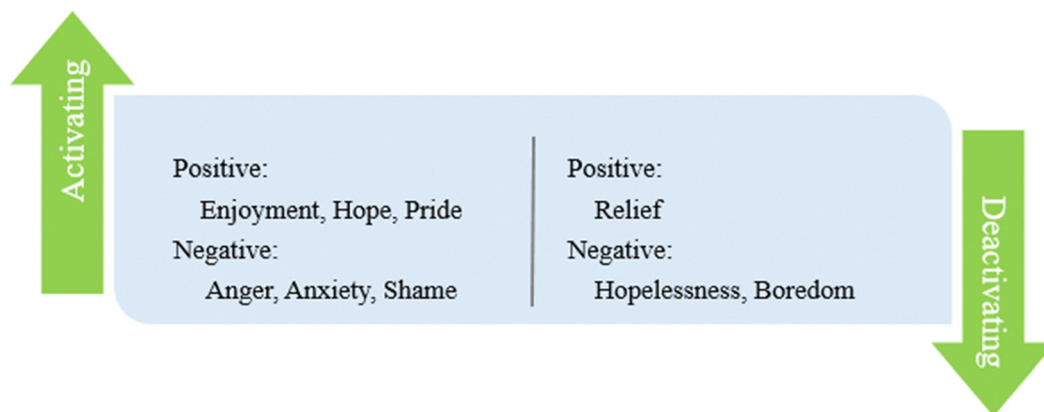 Activating
Positive:
Enjoyment, Hope, Pride
Negative:
Anger, Anxiety, Shame
Positive:
Relief
Negative:
Hopelessness, Boredom
Deactivating